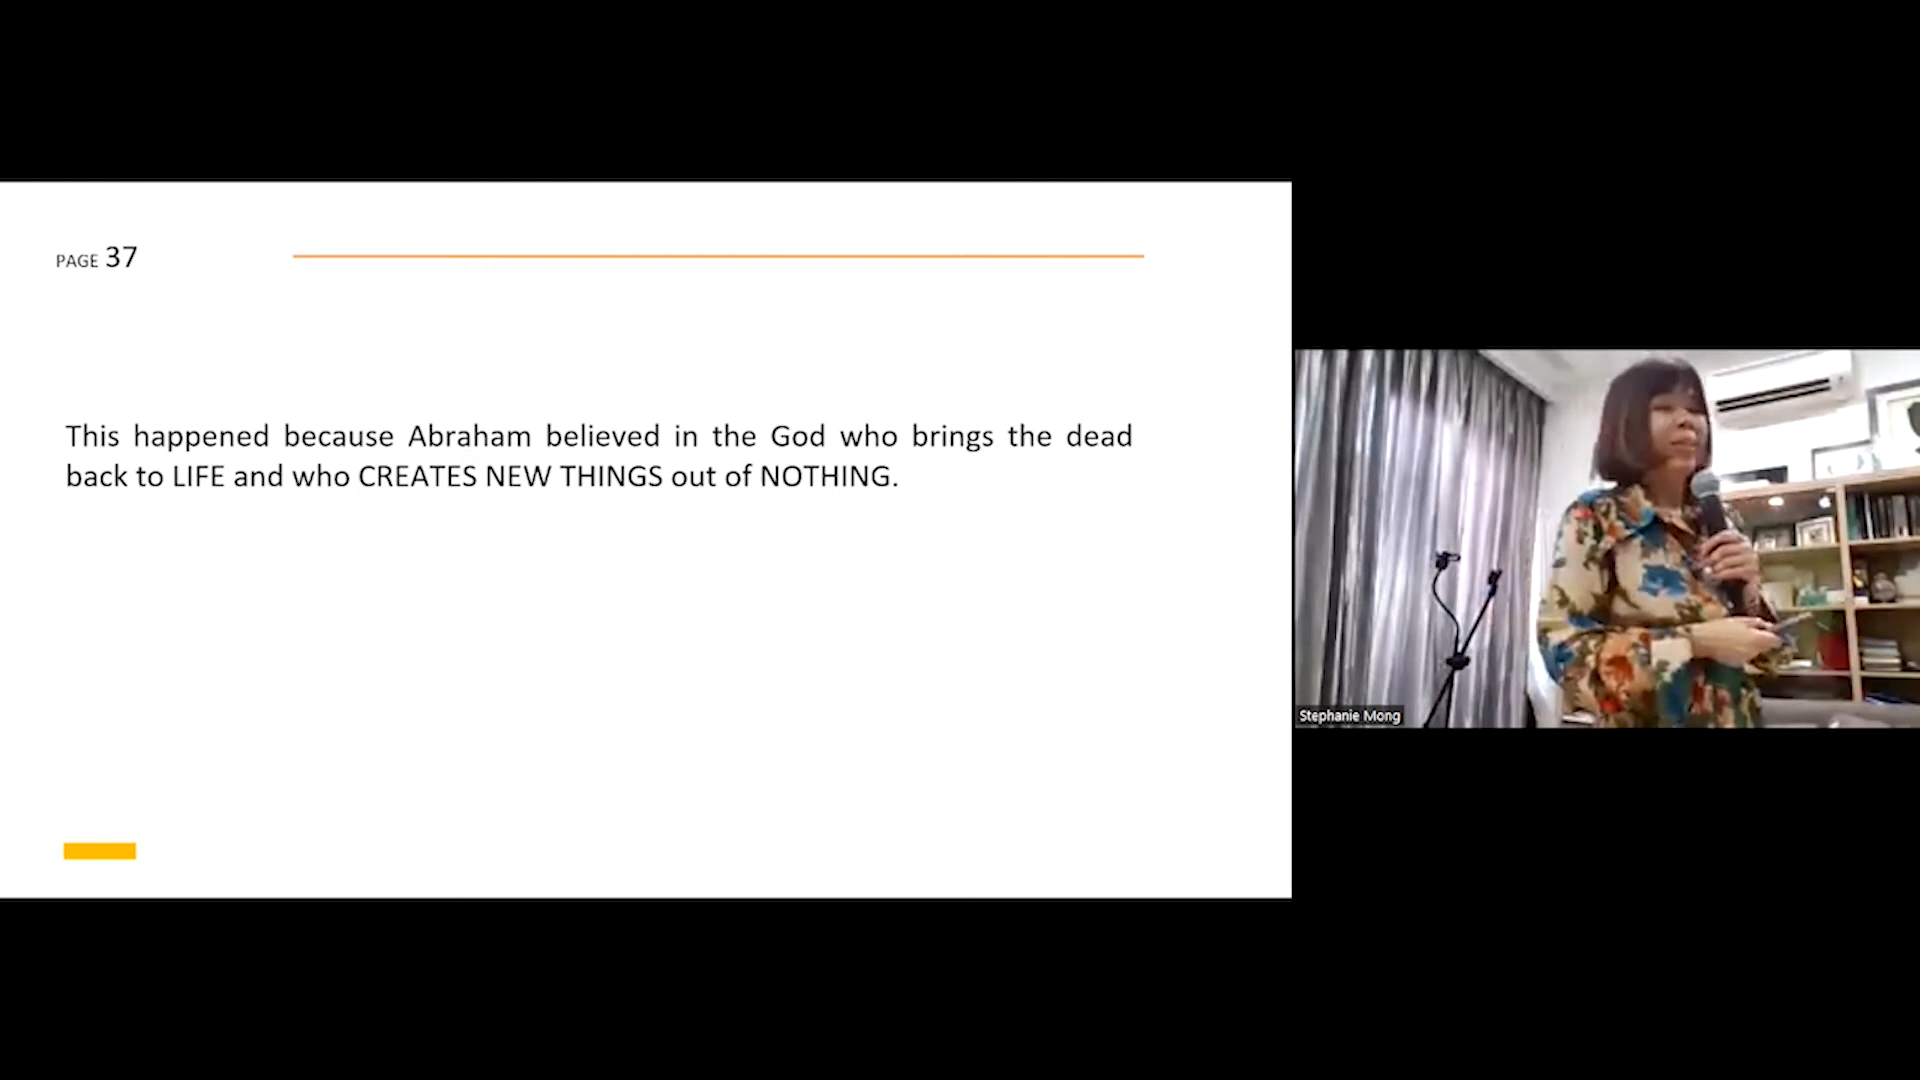 PAGE 37
This happened because Abraham believed in the God who brings the dead
back to LIFE and who CREATES NEW THINGS out of NOTHING.
Stephanie Mong